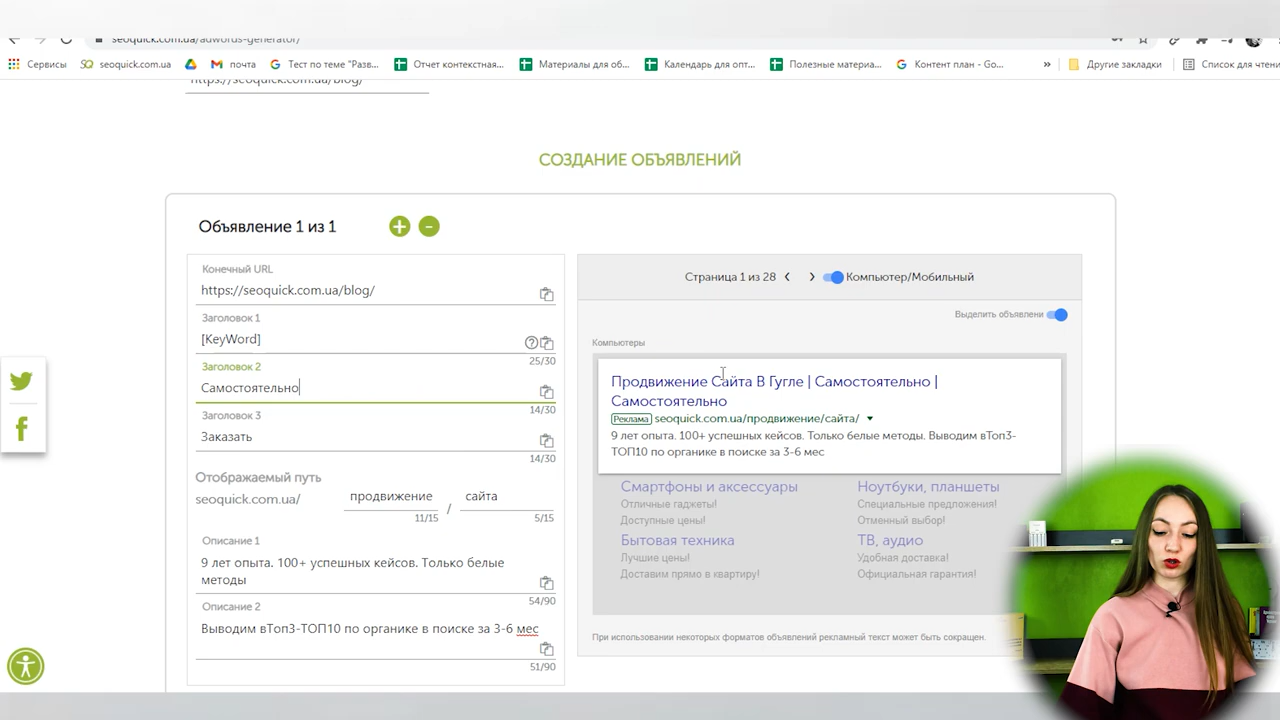 seoquick.com.ua/adwords-generator/
Сервисы
seoquick.com.ua
почта
Тест по теме "Разв...
Отчет контекстная...
Материалы для об...
Календарь для опт...
Полезные материа...
Контент план - Go...
»
Другие закладки
Список для чтени
https://seoquick.com.ua/blog/
СОЗДАНИЕ ОБЪЯВЛЕНИЙ
Объявление 1 из 1
Конечный URL
https://seoquick.com.ua/blog/
Заголовок 1
[KeyWord]
25/30
Заголовок 2
Самостоятельно
14/30
Заголовок 3
Заказать
14/30
Отображаемый путь
seoquick.com.ua/
продвижение / сайта
11/15
5/15
Описание 1
9 лет опыта. 100+ успешных кейсов. Только белые
методы
54/90
Описание 2
Выводим вТоп3-ТОП10 по органике в поиске за 3-6 мес
51/90
Страница 1 из 28
Компьютер/Мобильный
Выделить объявлени
Компьютеры
Продвижение Сайта В Гугле | Самостоятельно |
Самостоятельно
Реклама seoquick.com.ua/продвижение/сайта/
9 лет опыта. 100+ успешных кейсов. Только белые методы. Выводим вТоп3-
ТОП10 по органике в поиске за 3-6 мес
Смартфоны и аксессуары
Отличные гаджеты!
Доступные цены!
Ноутбуки, планшеты
Специальные предложения!
Отменный выбор!
Бытовая техника
Лучшие цены!
Доставим прямо в квартиру!
ТВ, аудио
Удобная доставка!
Официальная гарантия!
При использовании некоторых форматов объявлений рекламный текст может быть сокращен.